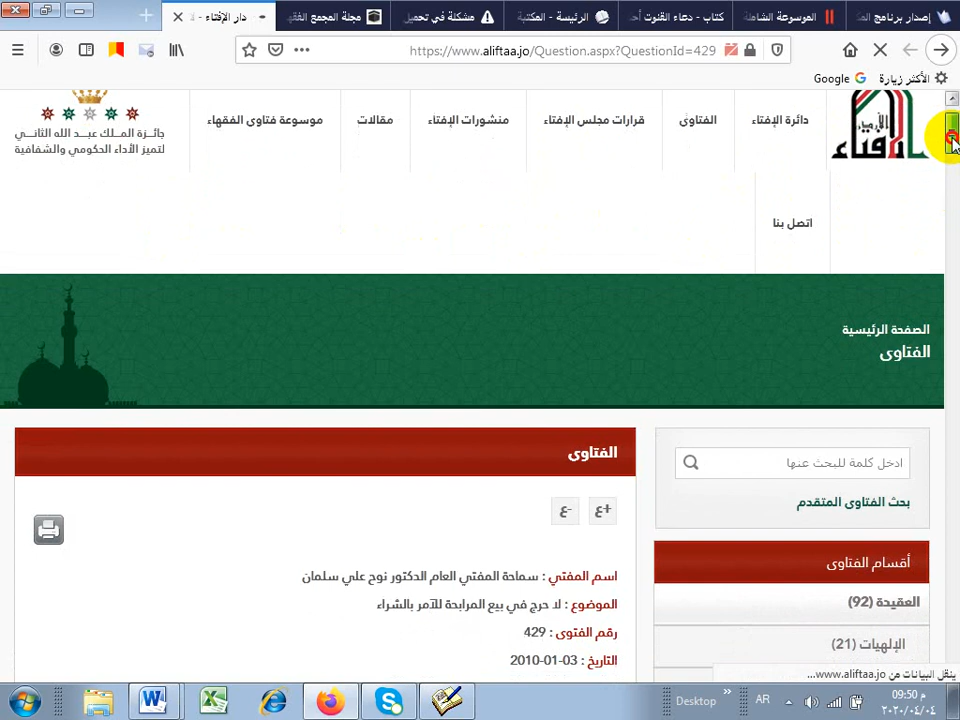 إصدار برنامج المك
الموسوعة الشاملة
كتاب - دعاء القنوت أح
الرئيسة - المكتبة
مشكلة في تحميل
مجلة المجمع الفقه
دار الإفتاء - لا
https://www.aliftaa.jo/Question.aspx?QuestionId=429
الأكثر زيارة
Google
دائرة الإفتاء
الفتاوى
قرارات مجلس الإفتاء
منشورات الإفتاء
مقالات
موسوعة فتاوى الفقهاء
جائزة الملك عبد الله الثاني
لتميز الأداء الحكومي والشفافية
اتصل بنا
الصفحة الرئيسية
الفتاوى
الفتاوى
ع+
ع-
اسم المفتي : سماحة المفتي العام الدكتور نوح علي سلمان
الموضوع : لا حرج في بيع المرابحة للآمر بالشراء
رقم الفتوى : 429
التاريخ : 03-01-2010
ادخل كلمة للبحث عنها
بحث الفتاوى المتقدم
أقسام الفتاوى
العقيدة (92)
الإلهيات (21)
ينقل البيانات من www.aliftaa.jo...
Desktop
AR
09:50 م
٢٠٢٠/٠٤/٠٤